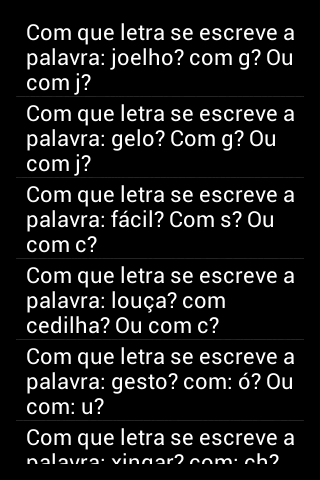 Com que letra se escreve a
palavra: joelho? com g? Ou
com j?
Com que letra se escreve a
palavra: gelo? Com g? Ou
com j?
Com que letra se escreve a
palavra: fácil? Com s? Ou
com c?
Com que letra se escreve a
palavra: louça? com
cedilha? Ou com c?
Com que letra se escreve a
palavra: gesto? com: ó? Ou
com: u?
Com que letra se escreve a
palavra: xingar? com: ch?